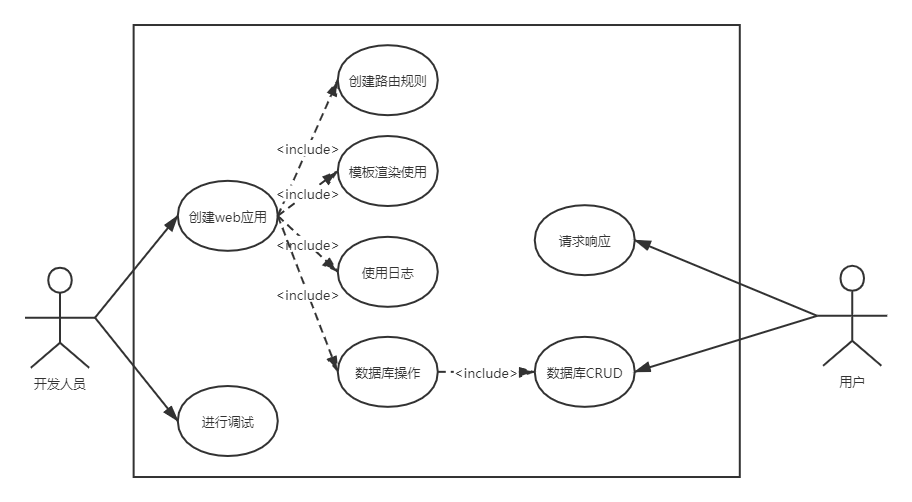 创建路由规则
<include>
模板渲染使用
<include>
创建web应用
请求响应
<include>
使用日志
<include>
数据库操作
<include>
数据库CRUD
开发人员
用户
进行调试